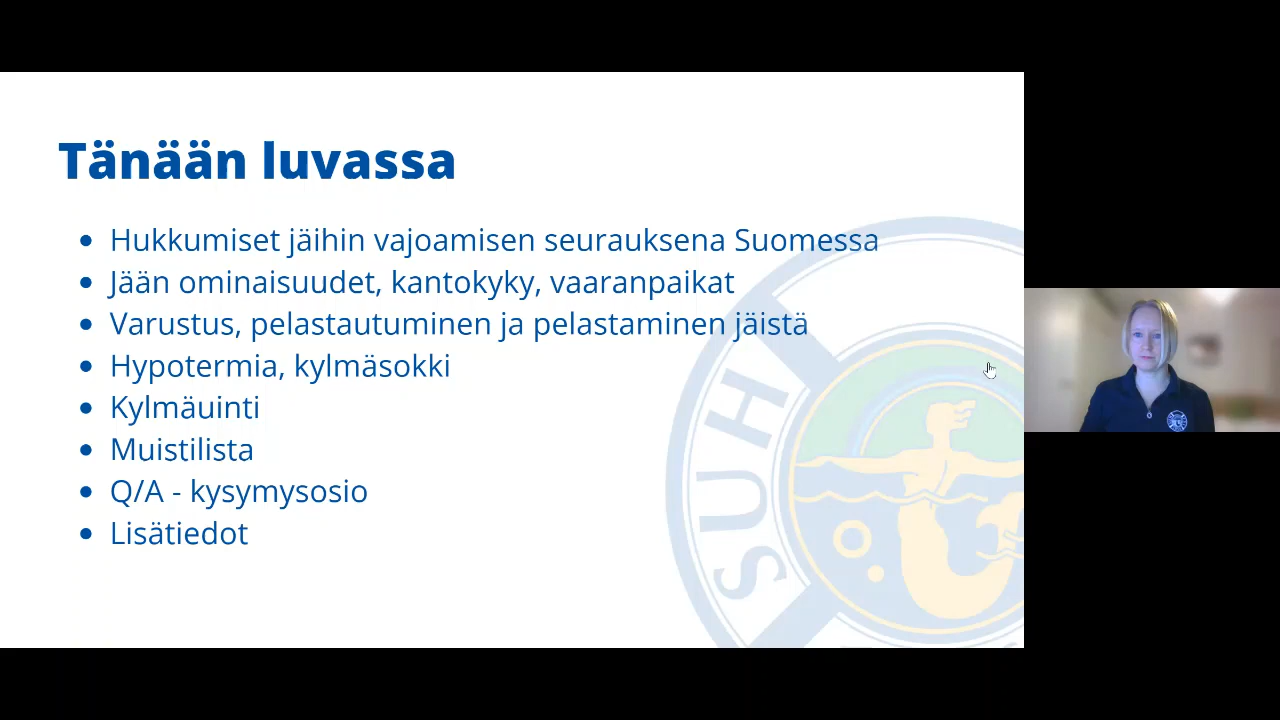 Tänään luvassa
Hukkumiset jäihin vajoamisen seurauksena Suomessa
Jään ominaisuudet, kantokyky, vaaranpaikat
Varustus, pelastautuminen ja pelastaminen jäistä
Hypotermia, kylmäsokki
Kylmäuinti
Muistilista
Q/A - kysymysosio
Lisätiedot
SUH